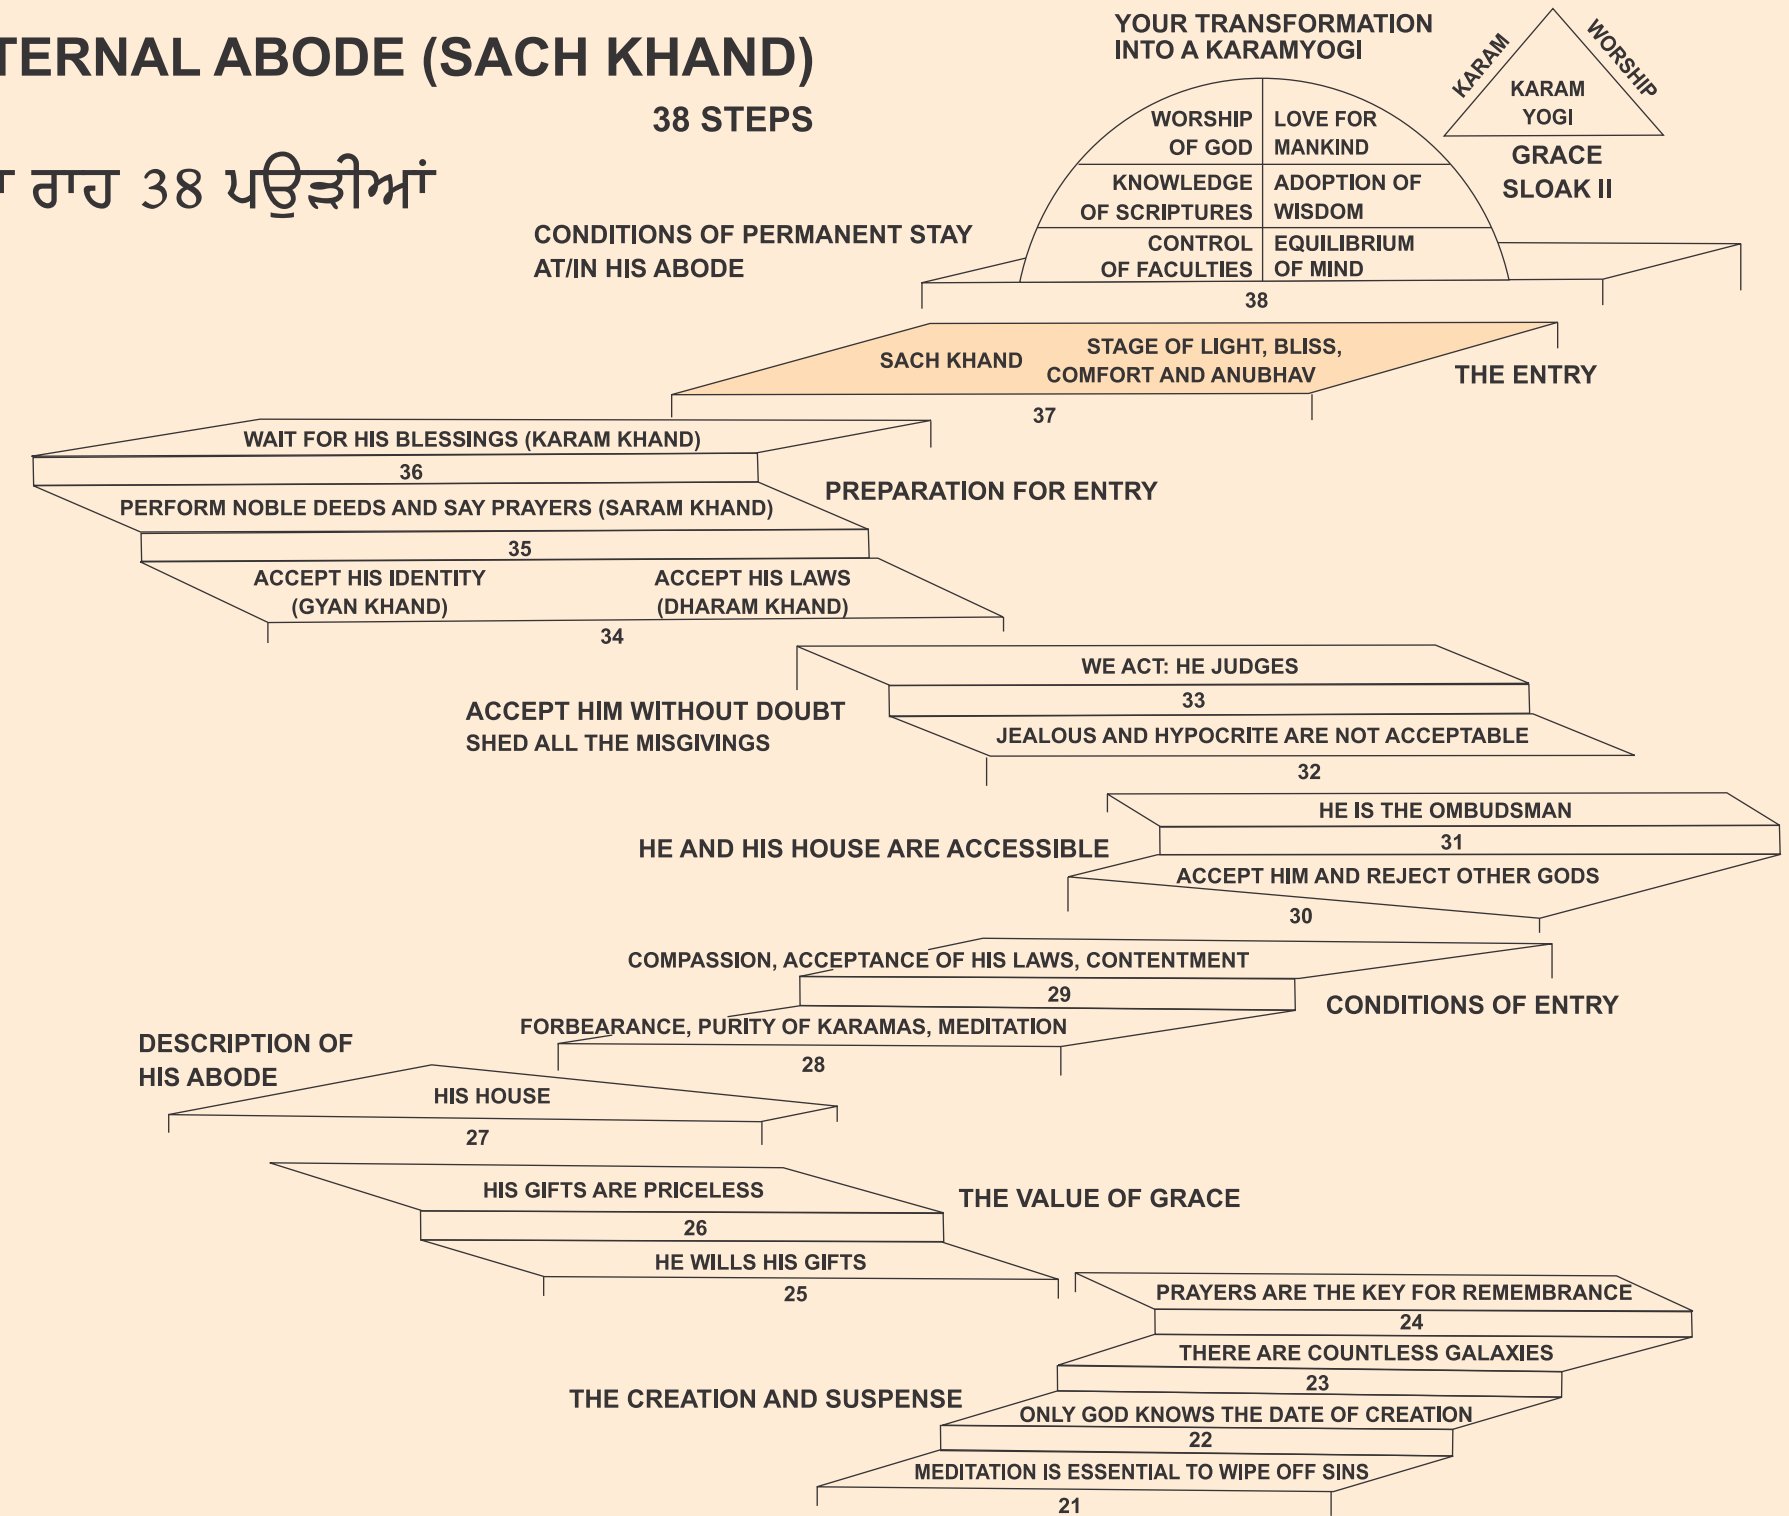 TERNAL ABODE (SACH KHAND)
38 STEPS
ਰਾਹ 38 ਪਉੜੀਆਂ
YOUR TRANSFORMATION
INTO A KARAMYOGI
KARAM
WORSHIP
KARAM
YOGI
GRACE
SLOAK II
WORSHIP OF GOD
LOVE FOR MANKIND
KNOWLEDGE OF SCRIPTURES
ADOPTION OF WISDOM
CONTROL OF FACULTIES
EQUILIBRIUM OF MIND
38
CONDITIONS OF PERMANENT STAY
AT/IN HIS ABODE
SACH KHAND
STAGE OF LIGHT, BLISS,
COMFORT AND ANUBHAV
37
THE ENTRY
WAIT FOR HIS BLESSINGS (KARAM KHAND)
36
PREPARATION FOR ENTRY
PERFORM NOBLE DEEDS AND SAY PRAYERS (SARAM KHAND)
35
ACCEPT HIS IDENTITY
(GYAN KHAND)
ACCEPT HIS LAWS
(DHARAM KHAND)
34
WE ACT: HE JUDGES
33
ACCEPT HIM WITHOUT DOUBT
SHED ALL THE MISGIVINGS
JEALOUS AND HYPOCRITE ARE NOT ACCEPTABLE
32
HE IS THE OMBUDSMAN
31
HE AND HIS HOUSE ARE ACCESSIBLE
ACCEPT HIM AND REJECT OTHER GODS
30
COMPASSION, ACCEPTANCE OF HIS LAWS, CONTENTMENT
29
CONDITIONS OF ENTRY
FORBEARANCE, PURITY OF KARAMAS, MEDITATION
28
DESCRIPTION OF
HIS ABODE
HIS HOUSE
27
HIS GIFTS ARE PRICELESS
THE VALUE OF GRACE
26
HE WILLS HIS GIFTS
25
PRAYERS ARE THE KEY FOR REMEMBRANCE
24
THERE ARE COUNTLESS GALAXIES
23
THE CREATION AND SUSPENSE
ONLY GOD KNOWS THE DATE OF CREATION
22
MEDITATION IS ESSENTIAL TO WIPE OFF SINS
21